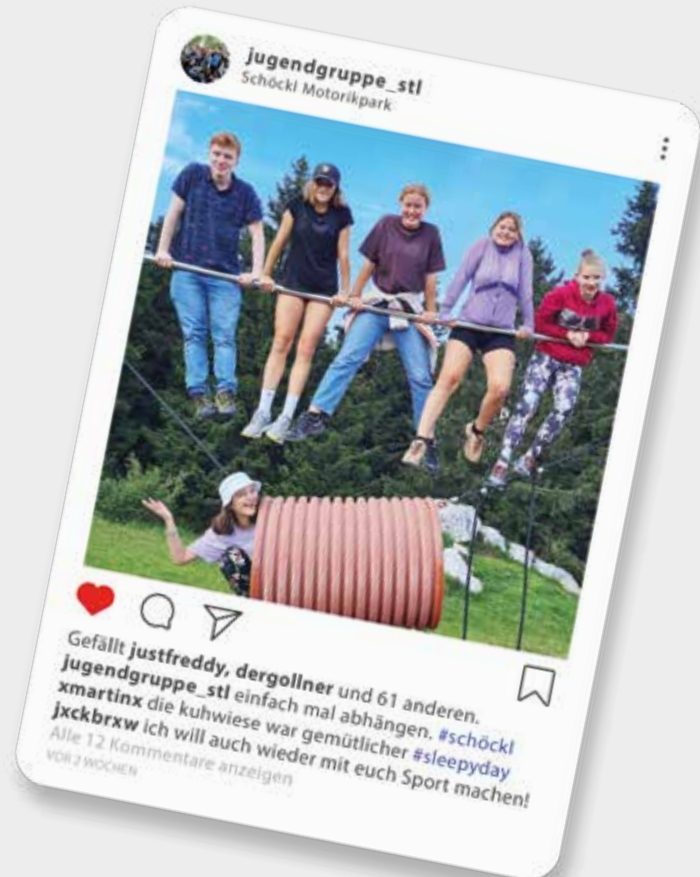 jugendgruppe_stl
Schöckl Motorikpark
Gefällt justfreddy, dergollner und 61 anderen.
jugendgruppe_stl einfach mal abhängen. #schöckl
xmartinx die kuhwiese war gemütlicher #sleepyday
jxckbrxw ich will auch wieder mit euch Sport machen!
Alle 12 Kommentare anzeigen
VOR 2 WOCHEN